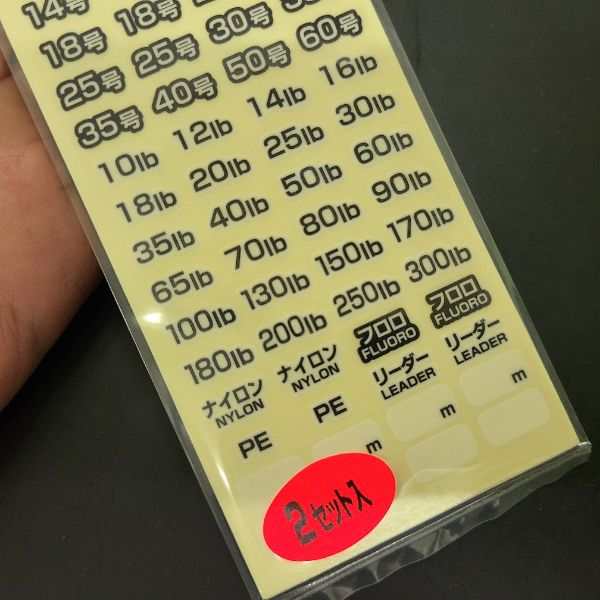 14号 18号
18号 18号 30号
25号 25号 30号
35号 40号 50号 60号
10lb 12lb 14lb 16lb
18lb 20lb 25lb 30lb
35lb 40lb 50lb 60lb
65lb 70lb 80lb 90lb
100lb 130lb 150lb 170lb
180lb 200lb 250lb 300lb
ナイロン ナイロン フロロ フロロ
NYLON NYLON FLUORO FLUORO
PE PE リーダー リーダー
LEADER LEADER
m m m
2セット入